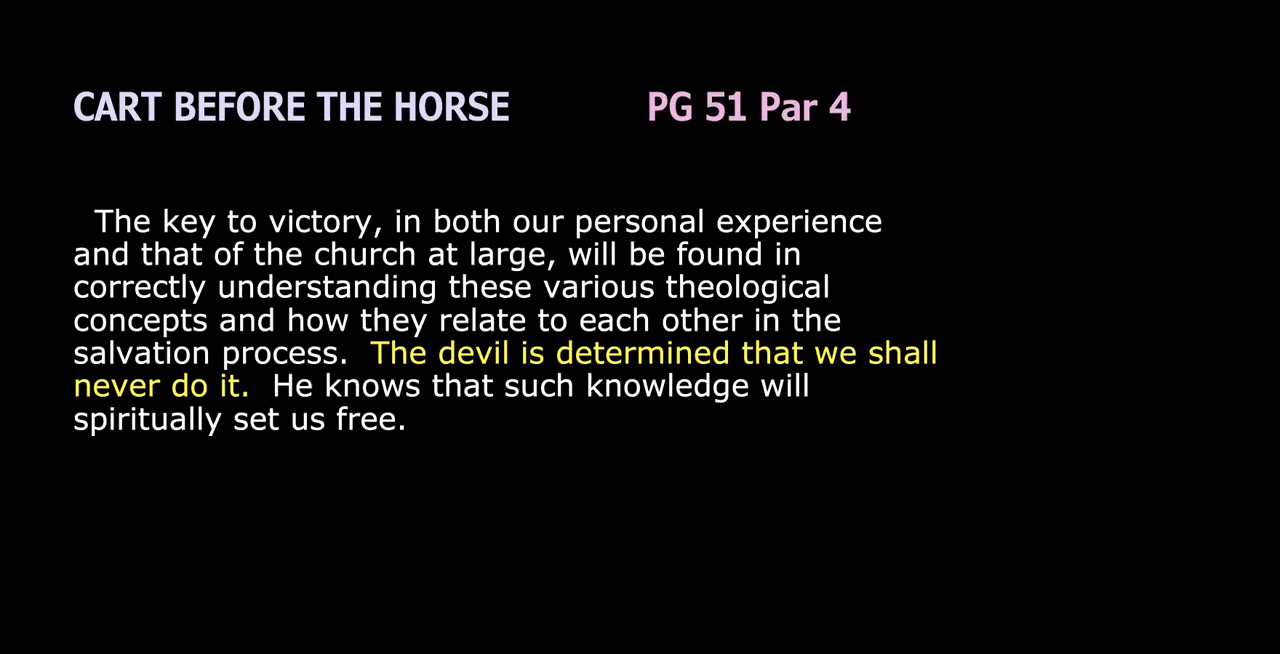 CART BEFORE THE HORSE PG 51 Par 4
The key to victory, in both our personal experience
and that of the church at large, will be found in
correctly understanding these various theological
concepts and how they relate to each other in the
salvation process. The devil is determined that we shall
never do it. He knows that such knowledge will
spiritually set us free.